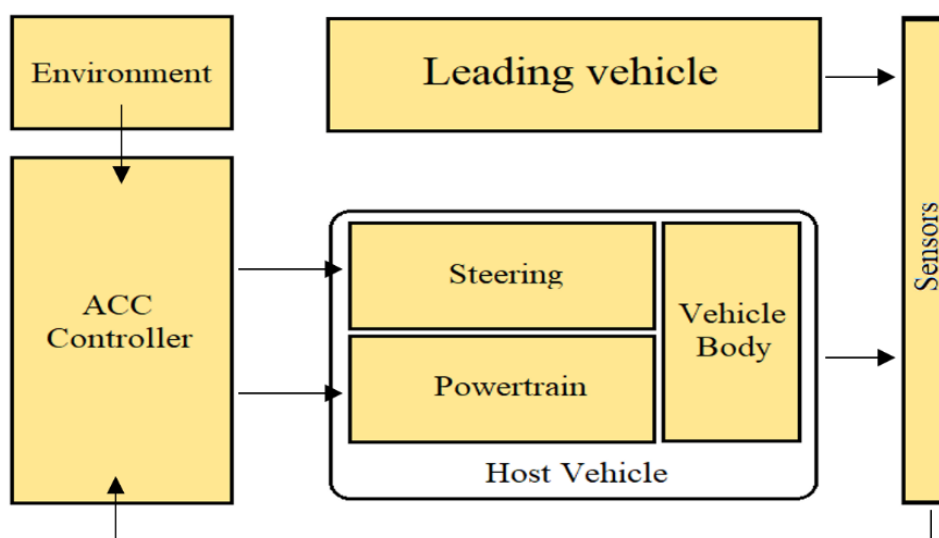 Environment
Leading vehicle
ACC
Controller
Steering
Powertrain
Vehicle
Body
Host Vehicle
Sensors